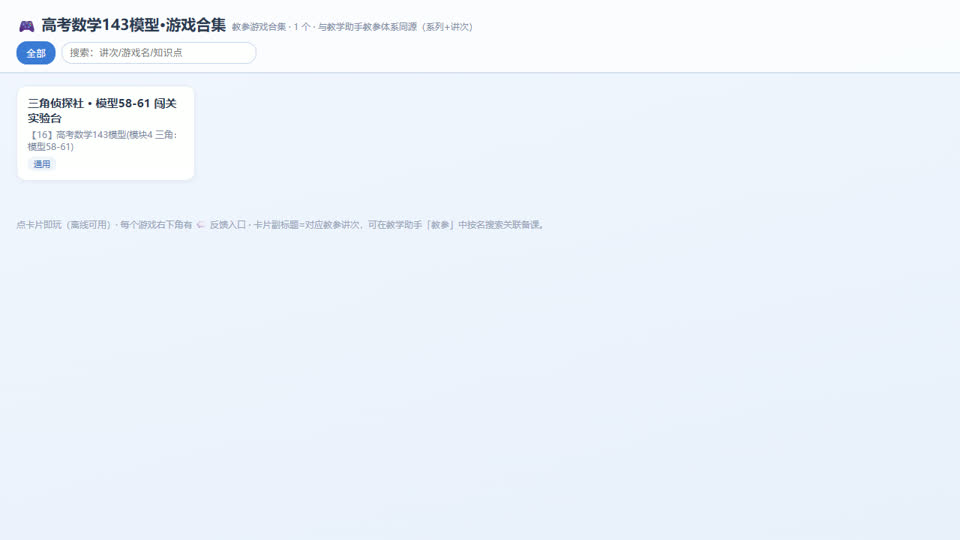 高考数学143模型•游戏合集 教参游戏合集 · 1 个 · 与教学助手教参体系同源（系列+讲次）
全部 搜索：讲次/游戏名/知识点
三角侦探社·模型58-61 闯关
实验台
【16】高考数学143模型(模块4 三角：
模型58-61)
通用
点卡片即玩（离线可用）· 每个游戏右下角有 反馈入口 · 卡片副标题=对应教参讲次，可在教学助手「教参」中按名搜索关联备课。